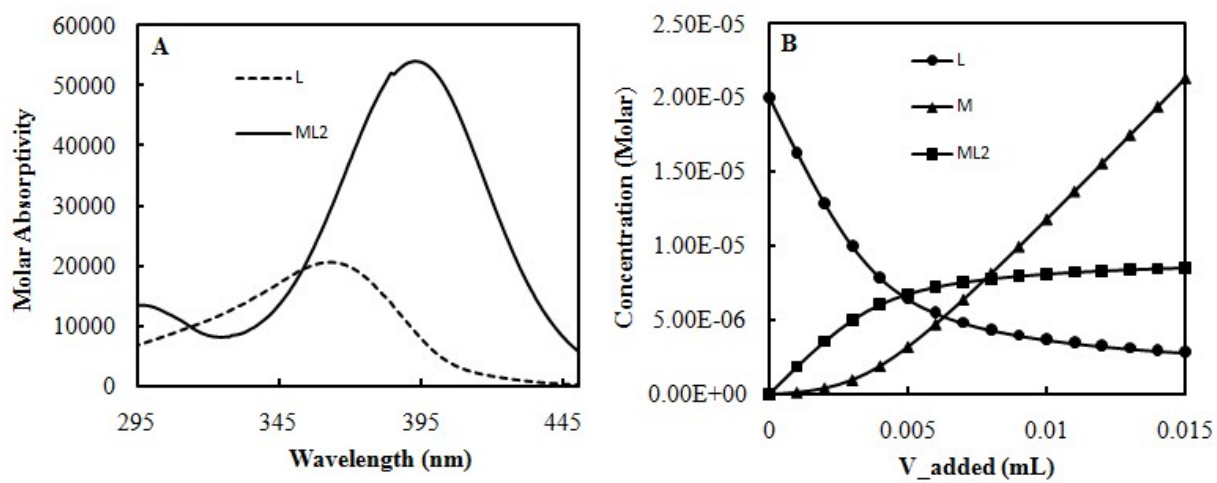 A
60000
50000
40000
30000
20000
10000
0
L
ML2
295
345
395
445
Molar Absorptivity
Wavelength (nm)
B
2.50E-05
2.00E-05
1.50E-05
1.00E-05
5.00E-06
0.00E+00
L
M
ML2
0
0.005
0.01
0.015
Concentration (Molar)
V_added (mL)